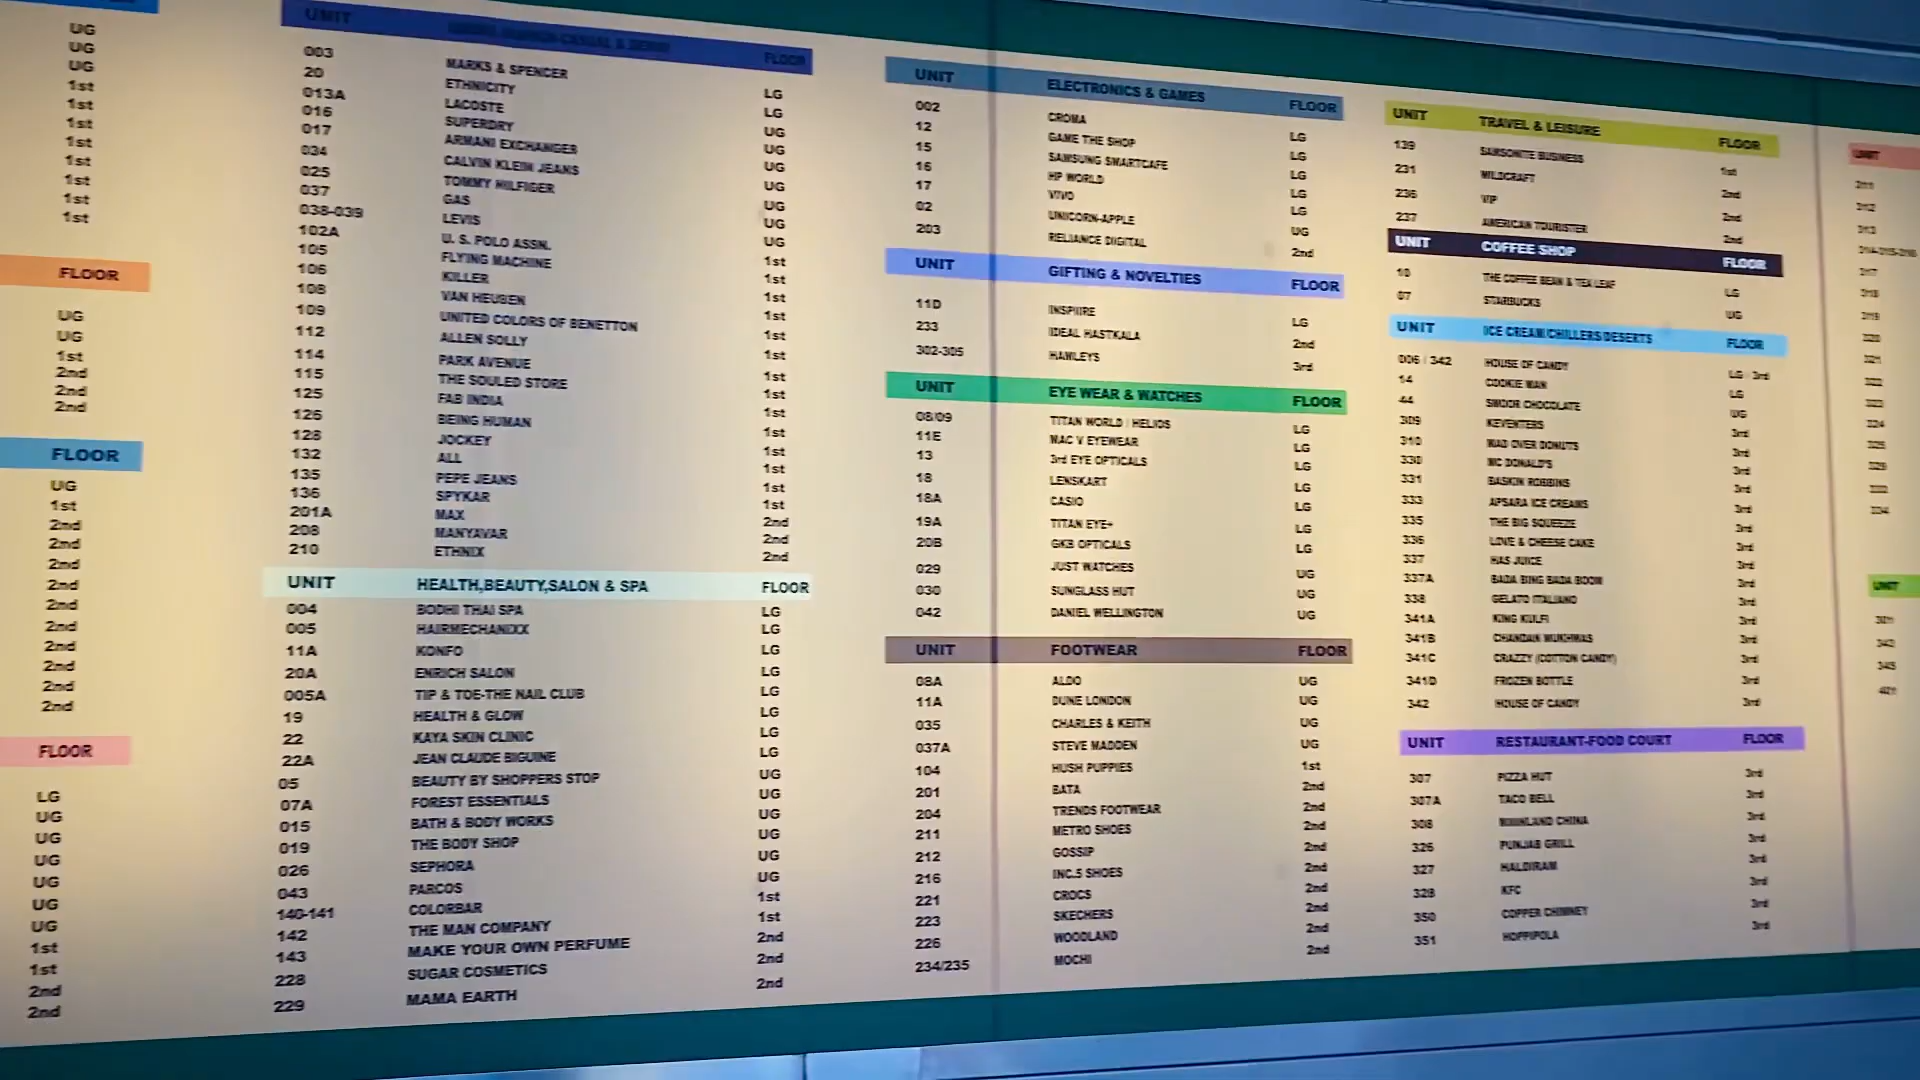 UG
UG
UG
1st
1st
1st
1st
1st
1st
1st
1st
FLOOR
UG
UG
1st
2nd
2nd
2nd
FLOOR
UG
1st
2nd
2nd
2nd
2nd
2nd
2nd
2nd
2nd
2nd
2nd
FLOOR
LG
UG
UG
UG
UG
UG
UG
1st
1st
2nd
2nd
UNIT FLOOR
003 MARKS & SPENCER LG
20 ETHNICITY LG
013A LACOSTE UG
016 SUPERDRY UG
017 ARMANI EXCHANGES UG
034 CALVIN KLEIN JEANS UG
025 TOMMY HILFIGER UG
037 GAS UG
038-039 LEVIS UG
102A U. S. POLO ASSN. 1st
105 FLYING MACHINE 1st
106 KILLER 1st
108 VAN HEUSEN 1st
109 UNITED COLORS OF BENETTON 1st
112 ALLEN SOLLY 1st
114 PARK AVENUE 1st
115 THE SOULED STORE 1st
125 FAB INDIA 1st
126 BEING HUMAN 1st
128 JOCKEY 1st
132 ALL 1st
135 PEPE JEANS 1st
136 SPYKAR 1st
201A MAX 2nd
208 MANYAVAR 2nd
210 ETHNIX 2nd
UNIT HEALTH,BEAUTY,SALON & SPA FLOOR
004 BODHI THAI SPA LG
005 HAIRMECHANIXX LG
11A KONFO LG
20A ENRICH SALON LG
005A TIP & TOE-THE NAIL CLUB LG
19 HEALTH & GLOW LG
22 KAYA SKIN CLINIC LG
22A JEAN CLAUDE BIGUINE LG
05 BEAUTY BY SHOPPERS STOP UG
07A FOREST ESSENTIALS UG
015 BATH & BODY WORKS UG
019 THE BODY SHOP UG
026 SEPHORA UG
043 PARCOS UG
140-141 COLORBAR 1st
142 THE MAN COMPANY 1st
143 MAKE YOUR OWN PERFUME 2nd
228 SUGAR COSMETICS 2nd
229 MAMA EARTH 2nd
UNIT ELECTRONICS & GAMES FLOOR
002 CROMA LG
12 GAME THE SHOP LG
15 SAMSUNG SMARTCAFE LG
16 HP WORLD LG
17 VIVO LG
02 UNICORN-APPLE UG
203 RELIANCE DIGITAL 2nd
UNIT GIFTING & NOVELTIES FLOOR
11D INSPIIRE LG
233 IDEAL HASTKALA 2nd
302-305 HAMLEYS 3rd
UNIT EYE WEAR & WATCHES FLOOR
08/09 TITAN WORLD / HELIOS LG
11E MAC V EYEWEAR LG
13 3rd EYE OPTICALS LG
18 LENSKART LG
18A CASIO LG
19A TITAN EYE+ LG
20B GKB OPTICALS LG
029 JUST WATCHES UG
030 SUNGLASS HUT UG
042 DANIEL WELLINGTON UG
UNIT FOOTWEAR FLOOR
08A ALDO UG
11A DUNE LONDON UG
035 CHARLES & KEITH UG
037A STEVE MADDEN UG
104 HUSH PUPPIES 1st
201 BATA 2nd
204 TRENDS FOOTWEAR 2nd
211 METRO SHOES 2nd
212 GOSSIP 2nd
216 INC.5 SHOES 2nd
221 CROCS 2nd
223 SKECHERS 2nd
226 WOODLAND 2nd
234/235 MOCHI 2nd
UNIT TRAVEL & LEISURE FLOOR
139 SAMSONITE BUSINESS 1st
231 WILDCRAFT 2nd
236 VIP 2nd
237 AMERICAN TOURISTER 2nd
UNIT COFFEE SHOP FLOOR
10 THE COFFEE BEAN & TEA LEAF LG
07 STARBUCKS UG
UNIT ICE CREAM/CHILLERS/DESERTS FLOOR
006 / 342 HOUSE OF CANDY LG 3rd
14 COOKIE MAN LG
44 SMOOR CHOCOLATE UG
309 KEVENTERS 3rd
310 MAD OVER DONUTS 3rd
330 MC DONALD'S 3rd
331 BASKIN ROBBINS 3rd
333 APSARA ICE CREAMS 3rd
335 THE BIG SQUEEZE 3rd
336 LOVE & CHEESE CAKE 3rd
337 HAS JUICE 3rd
337A BADA BING BADA BOOM 3rd
338 GELATO ITALIANO 3rd
341A KING KULFI 3rd
341B CHANDAN MUKHWAS 3rd
341C CRAZZY (COTTON CANDY) 3rd
341D FROZEN BOTTLE 3rd
342 HOUSE OF CANDY 3rd
UNIT RESTAURANT-FOOD COURT FLOOR
307 PIZZA HUT 3rd
307A TACO BELL 3rd
308 MAINLAND CHINA 3rd
326 PUNJAB GRILL 3rd
327 HALDIRAM 3rd
328 KFC 3rd
350 COPPER CHIMNEY 3rd
351 HOPPIPOLA 3rd
UNIT
UNIT